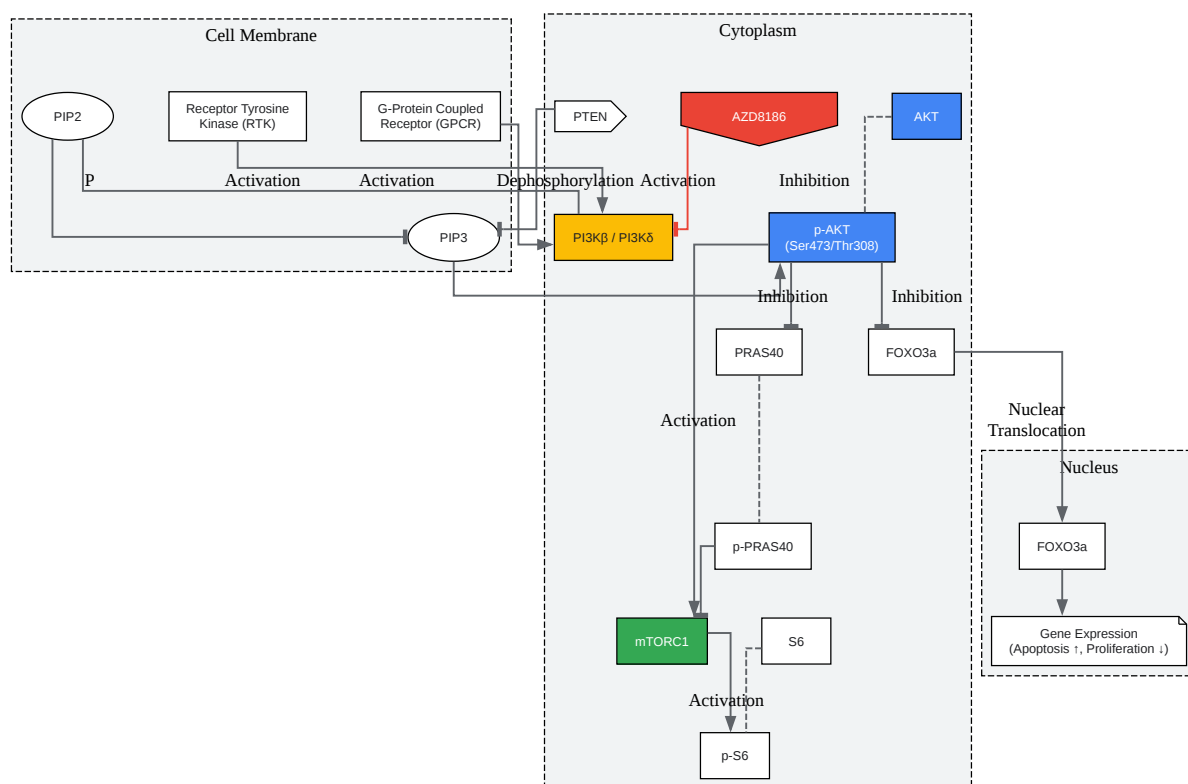 Cell Membrane
Cytoplasm
PIP2
Receptor Tyrosine
Kinase (RTK)
G-Protein Coupled
Receptor (GPCR)
PTEN
AZD8186
AKT
P
Activation
Activation
Dephosphorylation
Activation
Inhibition
PIP3
PI3Kβ / PI3Kδ
p-AKT
(Ser473/Thr308)
Inhibition
Inhibition
PRAS40
FOXO3a
Activation
Nuclear
Translocation
Nucleus
p-PRAS40
FOXO3a
mTORC1
S6
Gene Expression
(Apoptosis ↑, Proliferation ↓)
Activation
p-S6